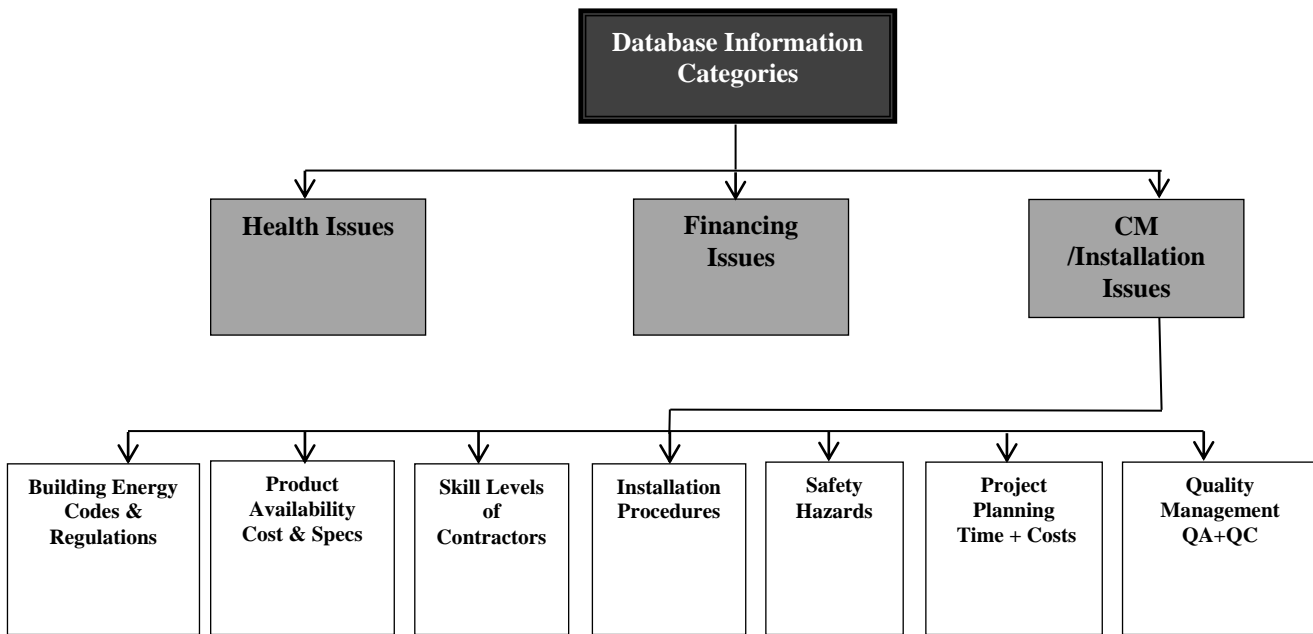 Database Information
Categories
Health Issues
Financing
Issues
CM
/Installation
Issues
Building Energy
Codes &
Regulations
Product
Availability
Cost & Specs
Skill Levels
of
Contractors
Installation
Procedures
Safety
Hazards
Project
Planning
Time + Costs
Quality
Management
QA+QC